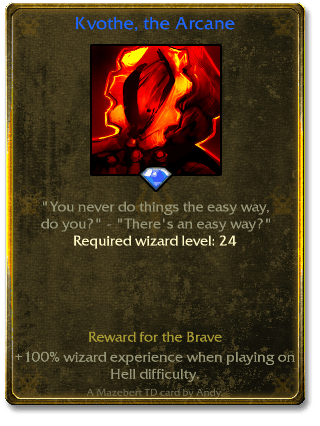 Kvothe, the Arcane
"You never do things the easy way,
do you?" - "There's an easy way?"
Required wizard level: 24
Reward for the Brave
+100% wizard experience when playing on
Hell difficulty.
A Mazebert TD card by Andy.